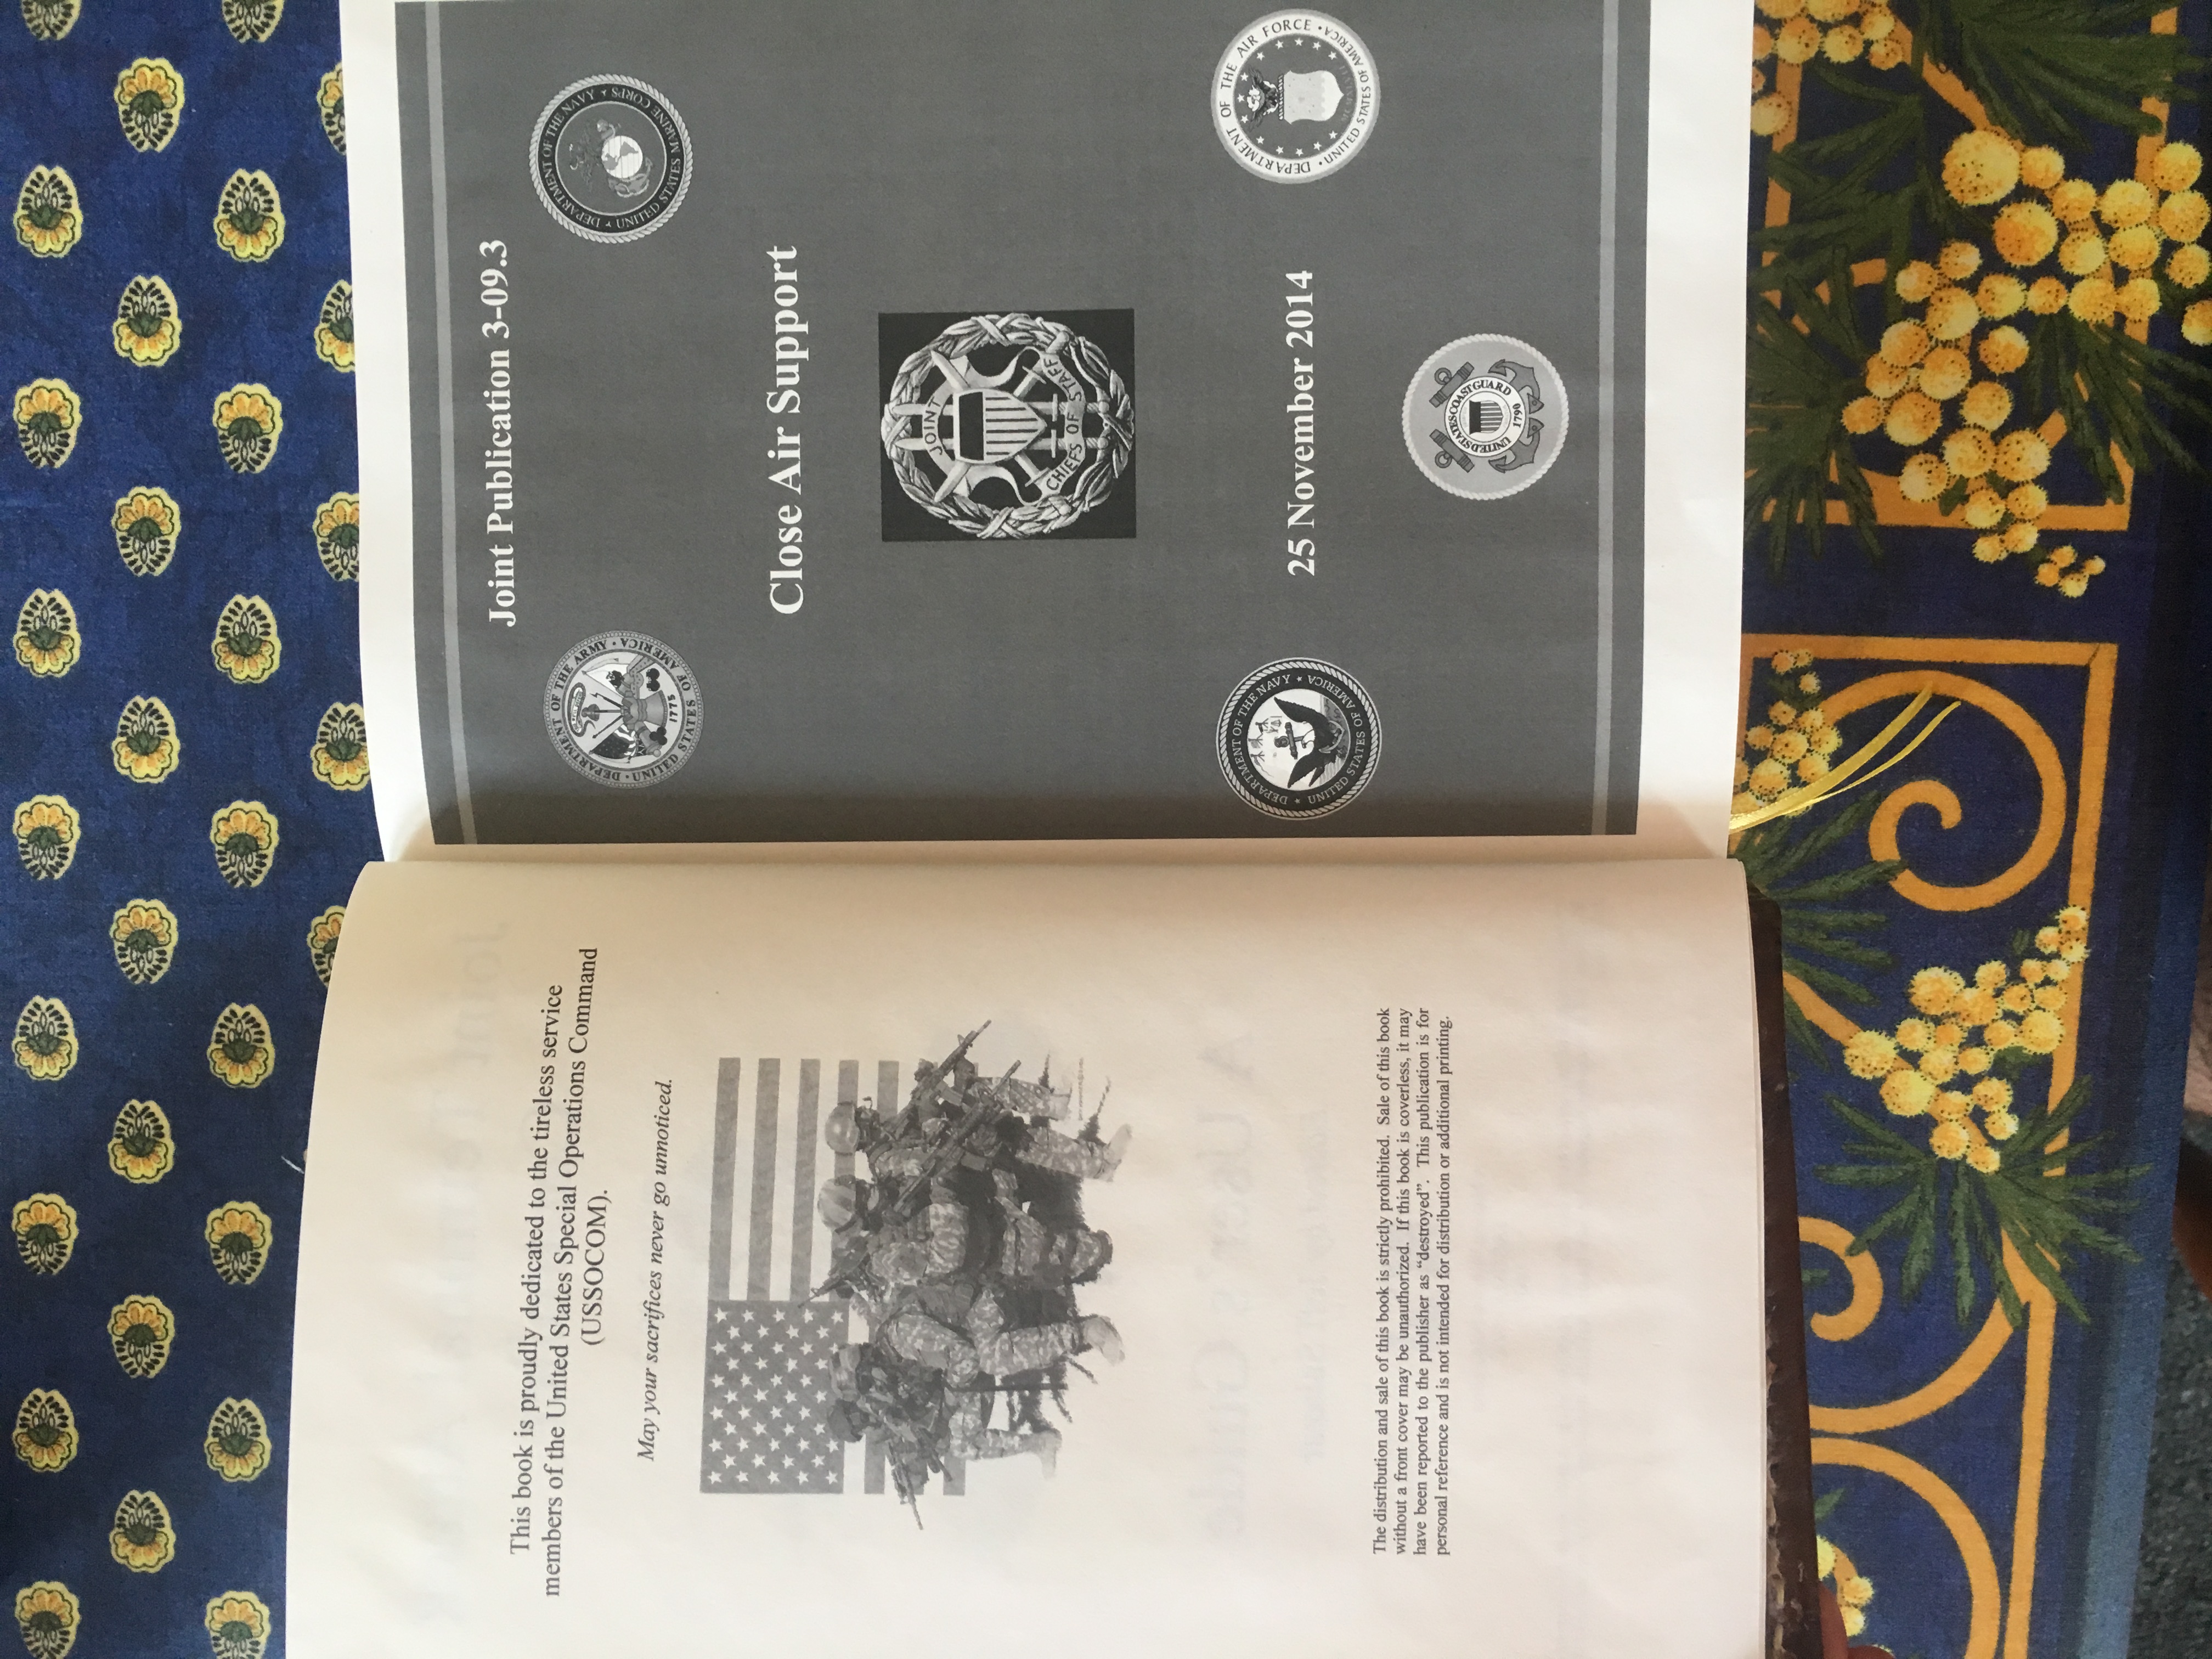 This book is proudly dedicated to the tireless service
members of the United States Special Operations Command
(USSOCOM).
May your sacrifices never go unnoticed.
The distribution and sale of this book is strictly prohibited. Sale of this book
without a front cover may be unauthorized. If this book is coverless, it may
have been reported to the publisher as “destroyed”. This publication is for
personal reference and is not intended for distribution or additional printing.
Joint Publication 3-09.3
DEPARTMENT OF THE ARMY
UNITED STATES OF AMERICA
1775
DEPARTMENT OF THE NAVY
UNITED STATES MARINE CORPS
Close Air Support
JOINT
CHIEFS OF STAFF
25 November 2014
DEPARTMENT OF THE NAVY
UNITED STATES OF AMERICA
DEPARTMENT OF THE AIR FORCE
UNITED STATES OF AMERICA
UNITED STATES COAST GUARD
1790